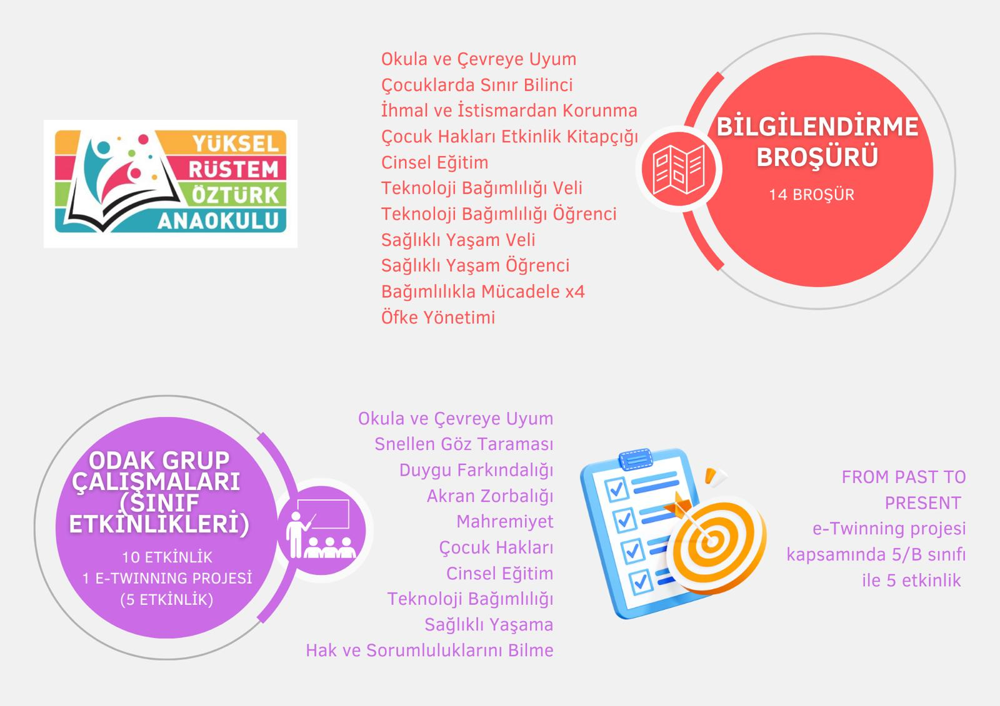 YÜKSEL
RÜSTEM
ÖZTÜRK
ANAOKULU
Okula ve Çevreye Uyum
Çocuklarda Sınır Bilinci
İhmal ve İstismardan Korunma
Çocuk Hakları Etkinlik Kitapçığı
Cinsel Eğitim
Teknoloji Bağımlılığı Veli
Teknoloji Bağımlılığı Öğrenci
Sağlıklı Yaşam Veli
Sağlıklı Yaşam Öğrenci
Bağımlılıkla Mücadele x4
Öfke Yönetimi
BİLGİLENDİRME
BROŞÜRÜ
14 BROŞÜR
ODAK GRUP
ÇALIŞMALARI
(SINIF
ETKİNLİKLERİ)
10 ETKİNLİK
1 E-TWINNING PROJESİ
(5 ETKİNLİK)
Okula ve Çevreye Uyum
Snellen Göz Taraması
Duygu Farkındalığı
Akran Zorbalığı
Mahremiyet
Çocuk Hakları
Cinsel Eğitim
Teknoloji Bağımlılığı
Sağlıklı Yaşama
Hak ve Sorumluluklarını Bilme
FROM PAST TO
PRESENT
e-Twinning projesi
kapsamında 5/B sınıfı
ile 5 etkinlik